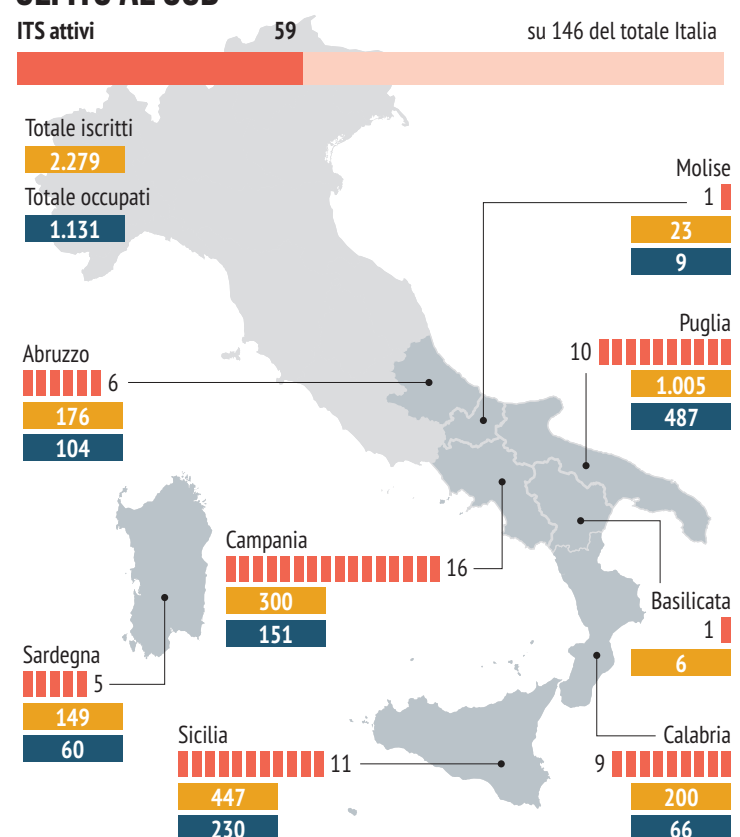 ITS attivi 59 su 146 del totale Italia
Totale iscritti
2.279
Totale occupati
1.131
Molise
1
23
9
Puglia
10
1.005
487
Abruzzo
6
176
104
Campania
16
300
151
Basilicata
1
6
Sardegna
5
149
60
Sicilia
11
447
230
Calabria
9
200
66